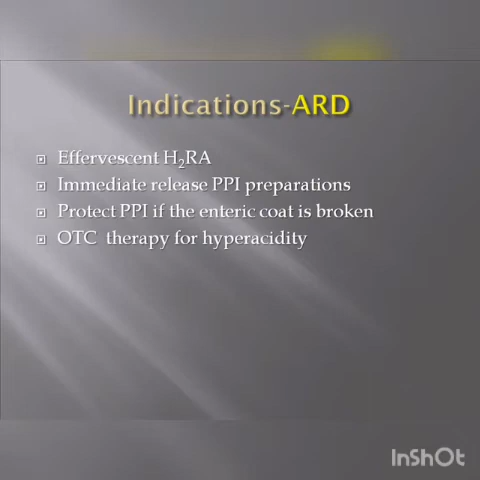 Indications-ARD
Effervescent H₂RA
Immediate release PPI preparations
Protect PPI if the enteric coat is broken
OTC therapy for hyperacidity
InShOt